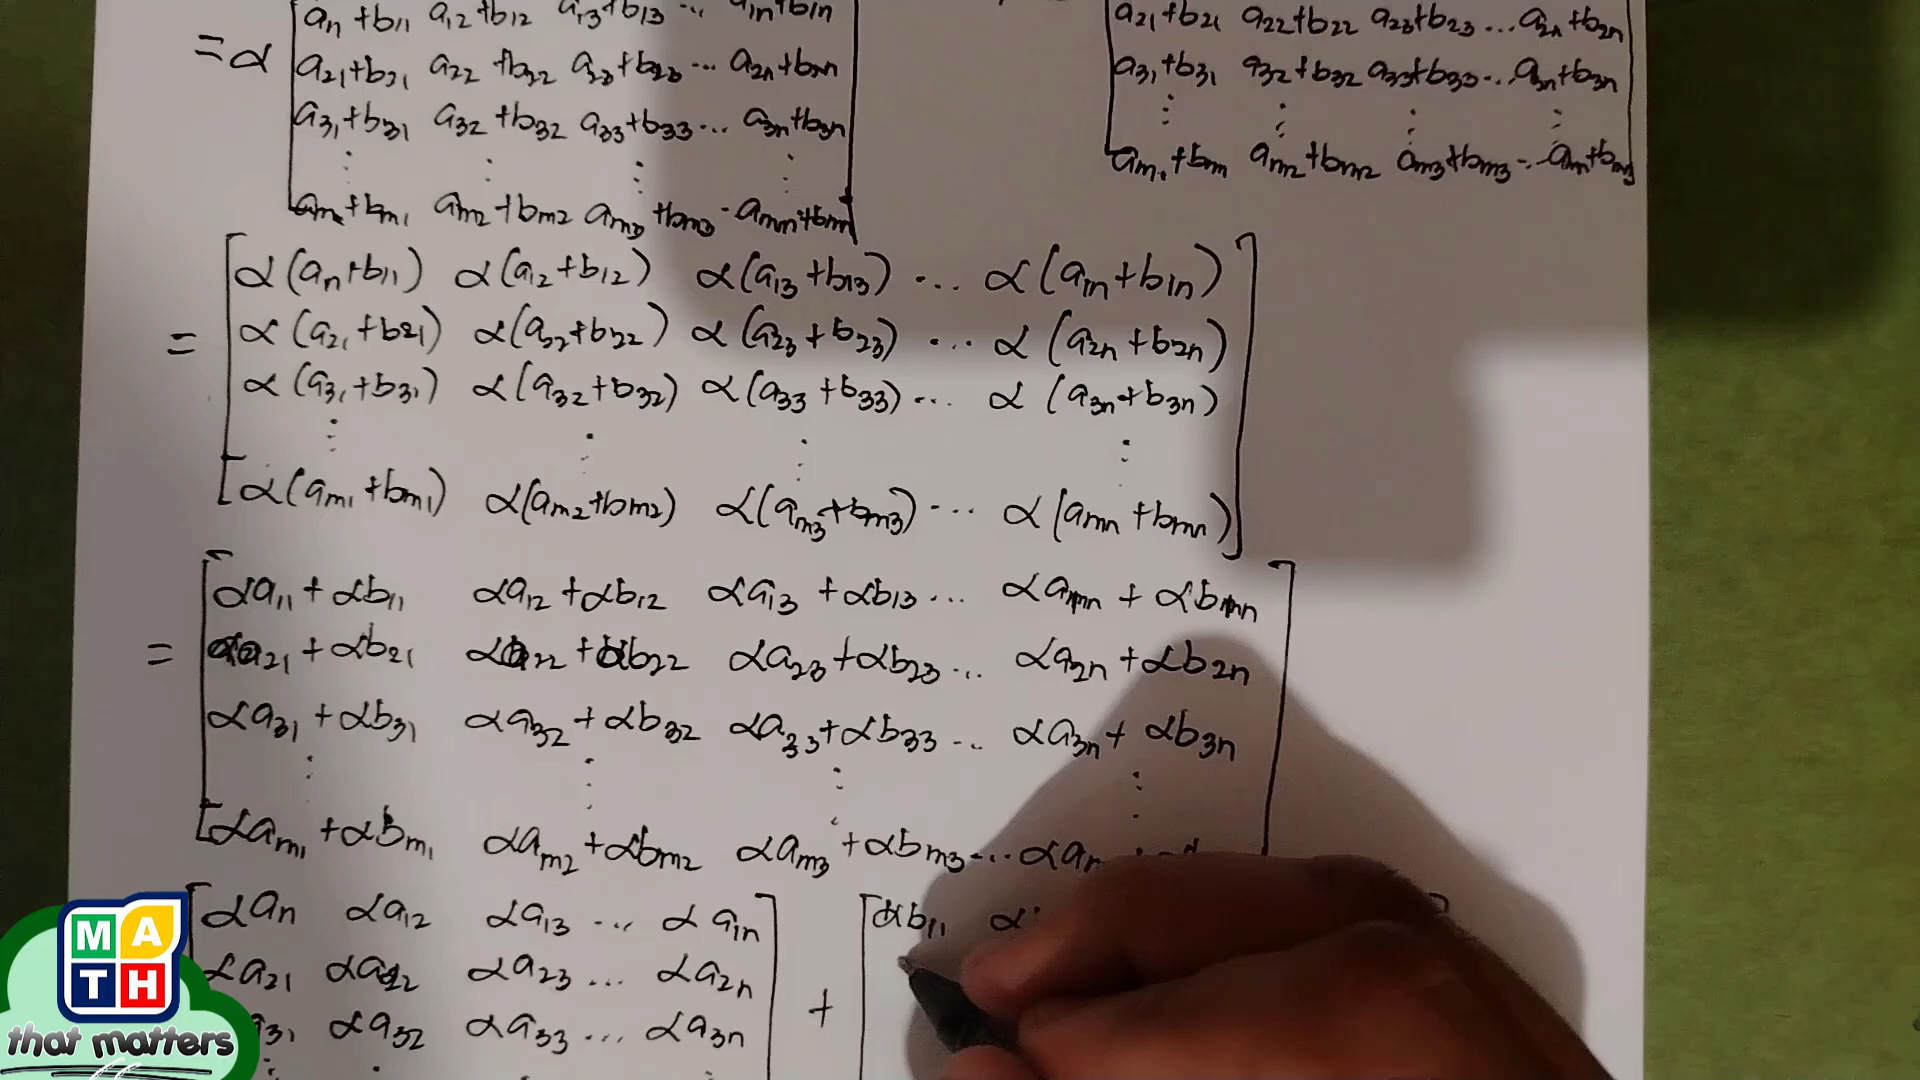 a11+b11 a12+b12 a13+b13 ... a1n+b1n
= α a21+b21 a22+b22 a23+b23 ... a2n+b2n
a31+b31 a32+b32 a33+b33 ... a3n+b3n
am1+bm1 am2+bm2 am3+bm3 ... amn+bmn
a21+b21 a22+b22 a23+b23 ... a2n+b2n
a31+b31 a32+b32 a33+b33 ... a3n+b3n
am1+bm1 am2+bm2 am3+bm3 ...
α(a11+b11) α(a12+b12) α(a13+b13) ... α(a1n+b1n)
= α(a21+b21) α(a22+b22) α(a23+b23) ... α(a2n+b2n)
α(a31+b31) α(a32+b32) α(a33+b33) ... α(a3n+b3n)
α(am1+bm1) α(am2+bm2) α(am3+bm3) ... α(amn+bmn)
αa11+αb11 αa12+αb12 αa13+αb13 ...
= αa21+αb21 αa22+αb22 αa23+αb23 ... αa2n+αb2n
αa31+αb31 αa32+αb32 αa33+αb33 ... αa3n+αb3n
αam1+αbm1 αam2+αbm2 αam3+αbm3 ...
αa11 αa12 αa13 ... αa1n αb11
αa21 αa22 αa23 ... αa2n
αa32 αa33 ... αa3n +
MATH
that matters